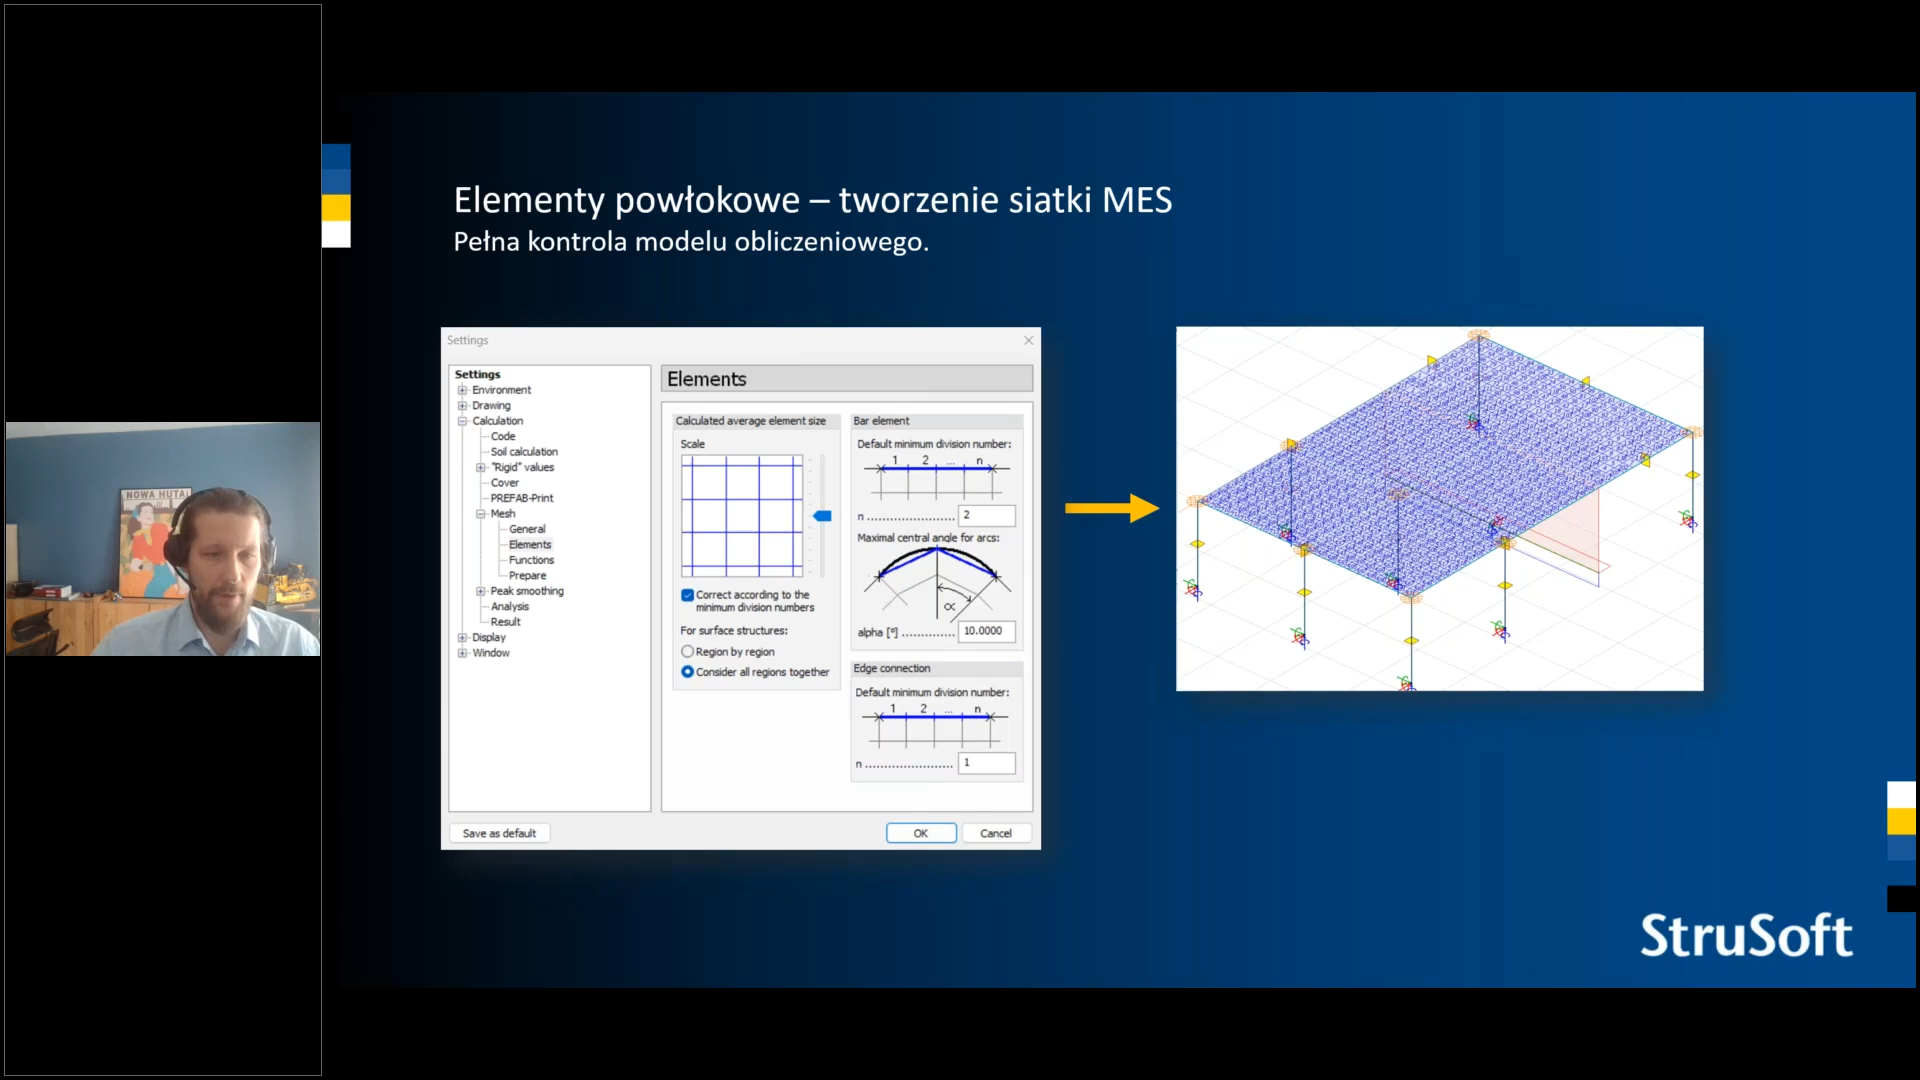 Elementy powłokowe – tworzenie siatki MES
Pełna kontrola modelu obliczeniowego.
Settings
Settings
Environment
Drawing
Calculation
Code
Soil calculation
"Rigid" values
Cover
PREFAB-Print
Mesh
General
Elements
Functions
Prepare
Peak smoothing
Analysis
Result
Display
Window
Elements
Calculated average element size
Scale
Correct according to the
minimum division numbers
For surface structures:
Region by region
Consider all regions together
Bar element
Default minimum division number:
1 2 ... n
n ...................... 2
Maximal central angle for arcs:
α
alpha [°] ............. 10.0000
Edge connection
Default minimum division number:
1 2 ... n
n ...................... 1
Save as default
OK
Cancel
NOWA HUTA
StruSoft